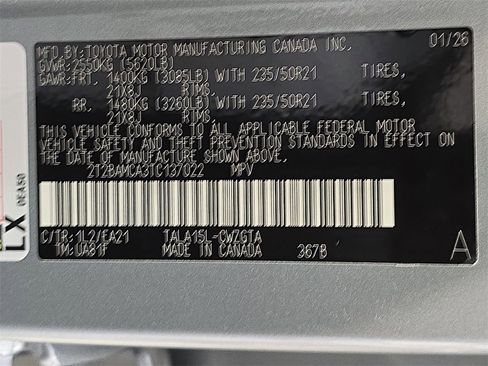 MFD.BY:TOYOTA MOTOR MANUFACTURING CANADA INC. 01/26
GVWR:2550KG (5620LB)
GAWR:FRT. 1400KG (3085LB) WITH 235/50R21 TIRES,
21X8J RIMS,
RR. 1480KG (3260LB) WITH 235/50R21 TIRES,
21X8J RIMS,
THIS VEHICLE CONFORMS TO ALL APPLICABLE FEDERAL MOTOR
VEHICLE SAFETY AND THEFT PREVENTION STANDARDS IN EFFECT ON
THE DATE OF MANUFACTURE SHOWN ABOVE.
2T2BAMCA3TC137022 MPV
C/TR:1L2/EA21 TALA15L-CWZGTA
TM:UA81F MADE IN CANADA 367B
A
LX
0EA50